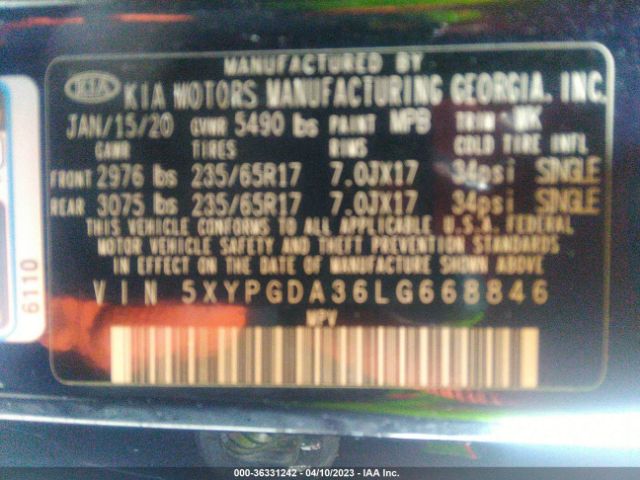 MANUFACTURED BY
KIA KIA MOTORS MANUFACTURING GEORGIA, INC.
JAN/15/20 GVWR 5490 lbs PAINT MPB TRIM WK
GAWR TIRES RIMS COLD TIRE INFL
FRONT 2976 lbs 235/65R17 7.0JX17 34psi SINGLE
REAR 3075 lbs 235/65R17 7.0JX17 34psi SINGLE
THIS VEHICLE CONFORMS TO ALL APPLICABLE U.S.A. FEDERAL
MOTOR VEHICLE SAFETY AND THEFT PREVENTION STANDARDS
IN EFFECT ON THE DATE OF MANUFACTURE SHOWN ABOVE.
VIN 5XYPGDA36LG668846
MPV
6110
000-36331242 - 04/10/2023 - IAA Inc.